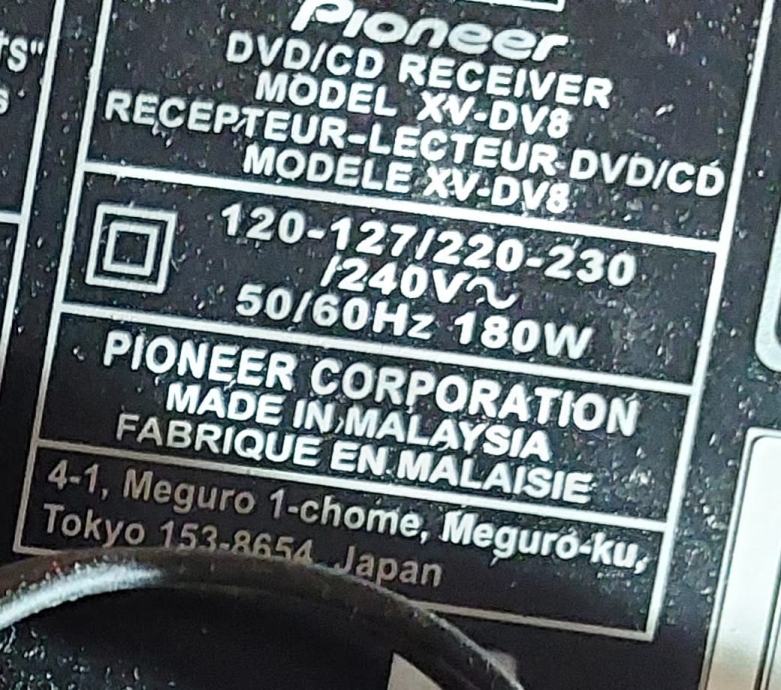 TS"
Pioneer
DVD/CD RECEIVER
MODEL XV-DV8
RECEPTEUR-LECTEUR DVD/CD
MODELE XV-DV8
120-127/220-230
/240V~
50/60Hz 180W
PIONEER CORPORATION
MADE IN MALAYSIA
FABRIQUE EN MALAISIE
4-1, Meguro 1-chome, Meguro-ku,
Tokyo 153-8654, Japan